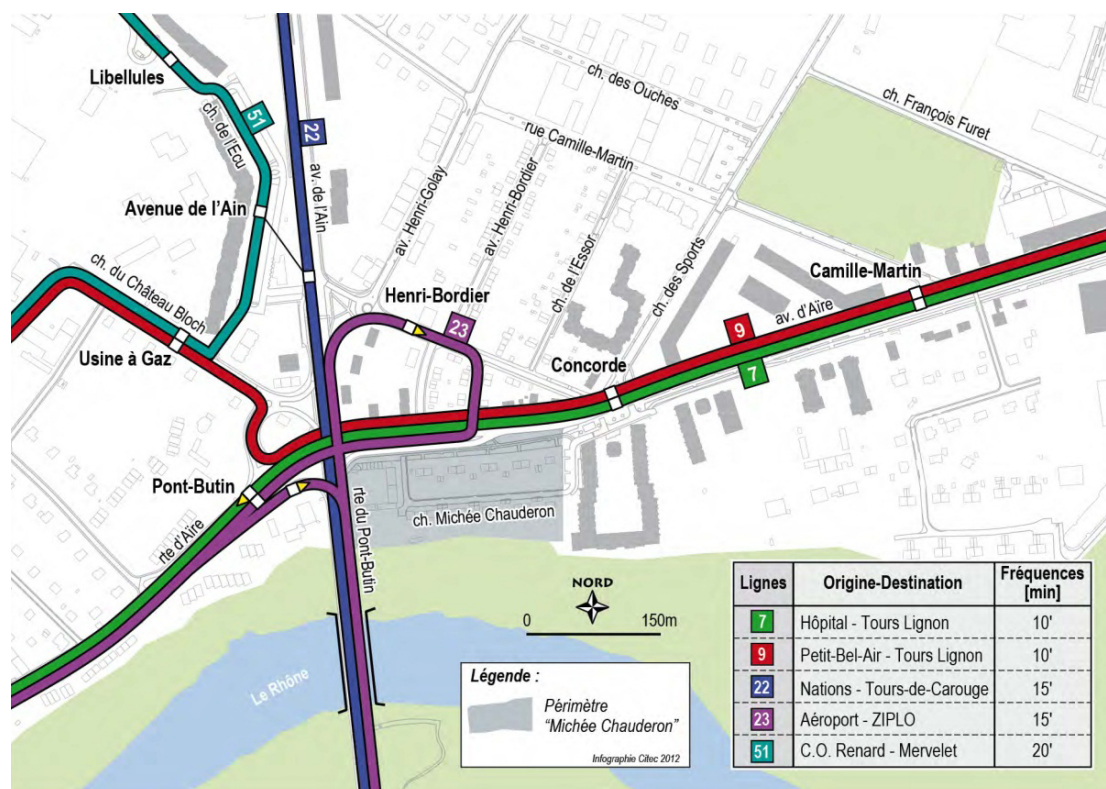 Libellules
51
ch. de l'Ecu
22
av. de l'Ain
Avenue de l'Ain
ch. des Ouches
rue Camille-Martin
ch. François Furet
av. Henri-Golay
av. Henri-Bordier
ch. de l'Essor
ch. des Sports
Camille-Martin
av. d'Aïre
ch. du Château Bloch
Henri-Bordier
23
9
7
Usine à Gaz
Concorde
Pont-Butin
rte d'Aïre
rte du Pont-Butin
ch. Michée Chauderon
Le Rhône
NORD
0 150m
Légende :
Périmètre
"Michée Chauderon"
Infographie Citec 2012
Lignes Origine-Destination Fréquences
[min]
7 Hôpital - Tours Lignon 10'
9 Petit-Bel-Air - Tours Lignon 10'
22 Nations - Tours-de-Carouge 15'
23 Aéroport - ZIPLO 15'
51 C.O. Renard - Mervelet 20'